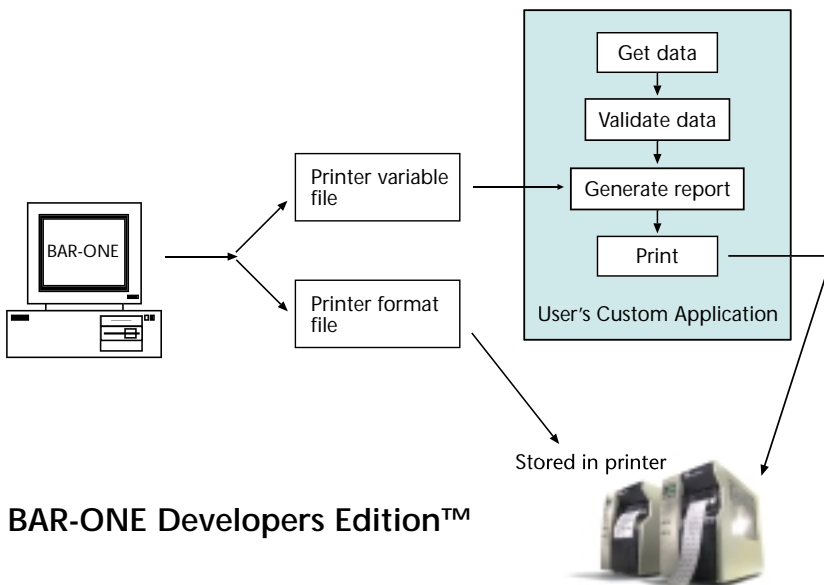 Get data
Validate data
Printer variable
file
Generate report
BAR-ONE
Print
Printer format
file
User's Custom Application
Stored in printer
BAR-ONE Developers Edition™